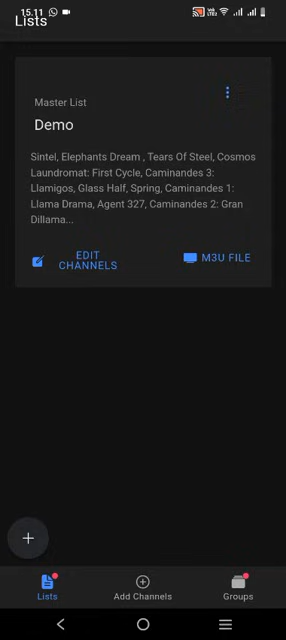 15.11
Lists
Master List
Demo
Sintel, Elephants Dream , Tears Of Steel, Cosmos
Laundromat: First Cycle, Caminandes 3:
Llamigos, Glass Half, Spring, Caminandes 1:
Llama Drama, Agent 327, Caminandes 2: Gran
Dillama...
EDIT
CHANNELS
M3U FILE
Lists
Add Channels
Groups